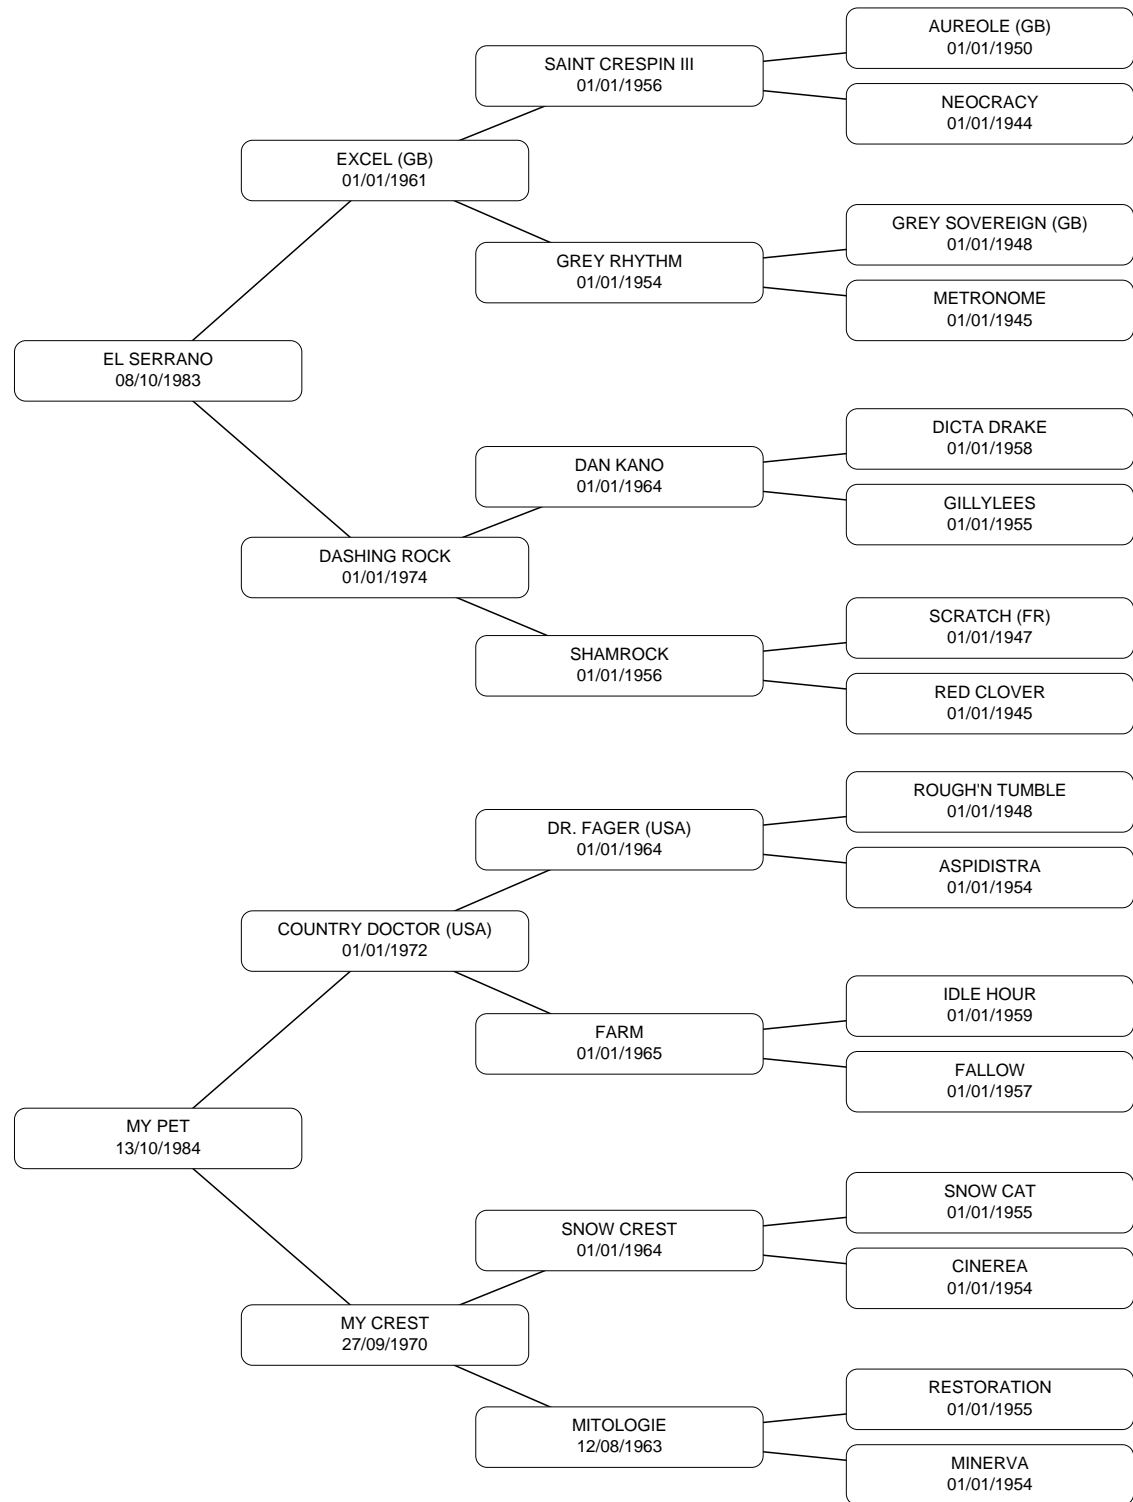 AUREOLE (GB)
01/01/1950
SAINT CRESPIN III
01/01/1956
NEOCRACY
01/01/1944
EXCEL (GB)
01/01/1961
GREY SOVEREIGN (GB)
01/01/1948
GREY RHYTHM
01/01/1954
METRONOME
01/01/1945
EL SERRANO
08/10/1983
DICTA DRAKE
01/01/1958
DAN KANO
01/01/1964
GILLYLEES
01/01/1955
DASHING ROCK
01/01/1974
SCRATCH (FR)
01/01/1947
SHAMROCK
01/01/1956
RED CLOVER
01/01/1945
ROUGH'N TUMBLE
01/01/1948
DR. FAGER (USA)
01/01/1964
ASPIDISTRA
01/01/1954
COUNTRY DOCTOR (USA)
01/01/1972
IDLE HOUR
01/01/1959
FARM
01/01/1965
FALLOW
01/01/1957
MY PET
13/10/1984
SNOW CAT
01/01/1955
SNOW CREST
01/01/1964
CINEREA
01/01/1954
MY CREST
27/09/1970
RESTORATION
01/01/1955
MITOLOGIE
12/08/1963
MINERVA
01/01/1954